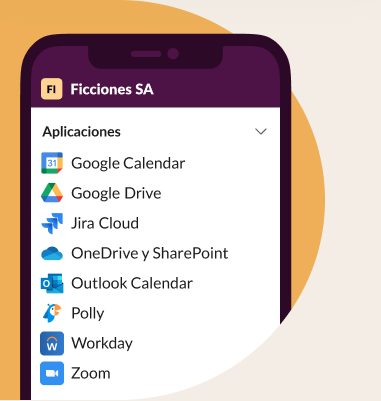 FI Ficciones SA
Aplicaciones
31 Google Calendar
Google Drive
Jira Cloud
OneDrive y SharePoint
O Outlook Calendar
Polly
W Workday
Zoom